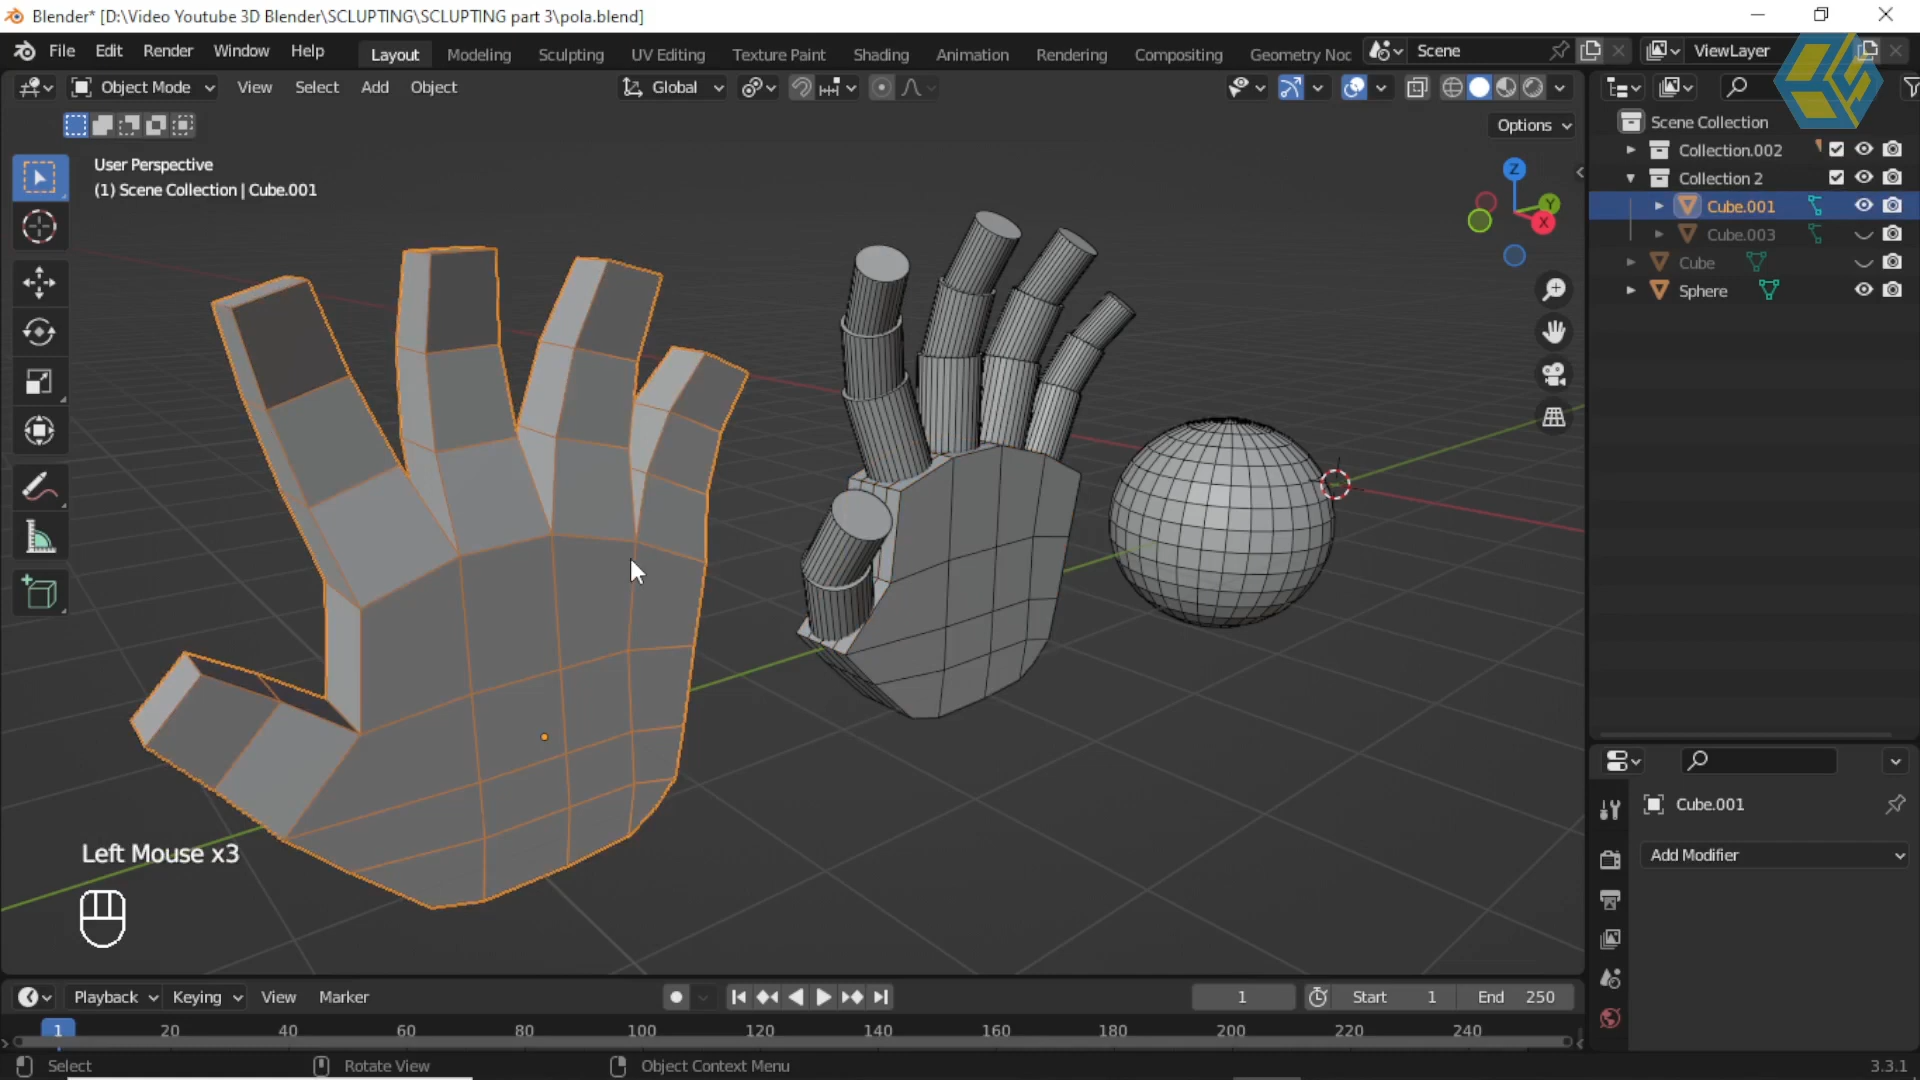 Blender* [D:\Video Youtube 3D Blender\SCLUPTING\SCLUPTING part 3\pola.blend]
File Edit Render Window Help Layout Modeling Sculpting UV Editing Texture Paint Shading Animation Rendering Compositing Geometry Noc Scene ViewLayer
Object Mode View Select Add Object Global
Options
User Perspective
(1) Scene Collection | Cube.001
Z
Y
X
Scene Collection
Collection.002
Collection 2
Cube.001
Cube.003
Cube
Sphere
Cube.001
Add Modifier
Left Mouse x3
Playback Keying View Marker 1 Start 1 End 250
1 20 40 60 80 100 120 140 160 180 200 220 240
Select Rotate View Object Context Menu 3.3.1